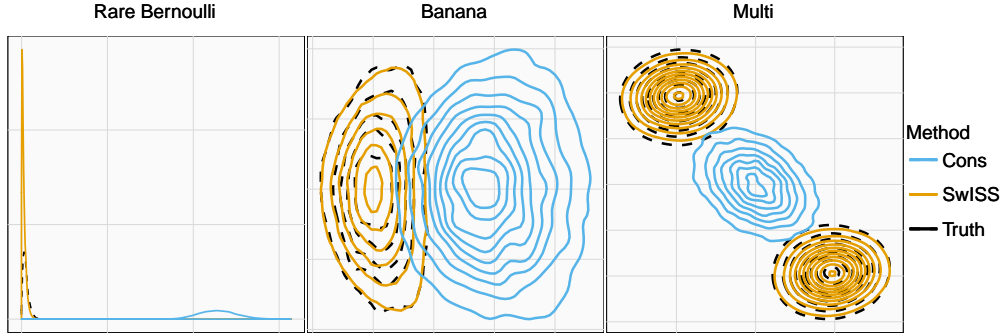 Rare Bernoulli
Banana
Multi
Method
Cons
SwISS
Truth